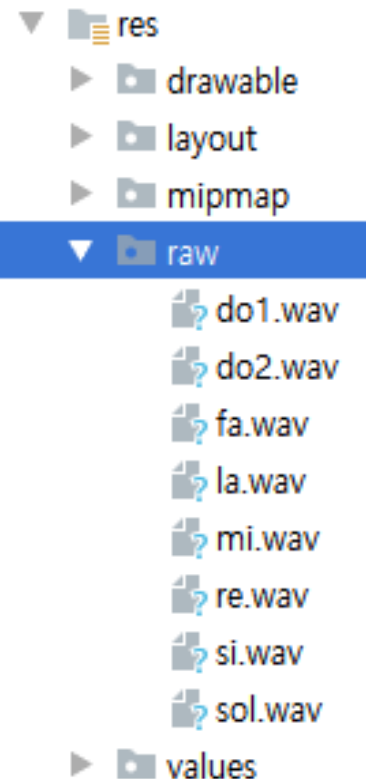 res
drawable
layout
mipmap
raw
do1.wav
do2.wav
fa.wav
la.wav
mi.wav
re.wav
si.wav
sol.wav
values